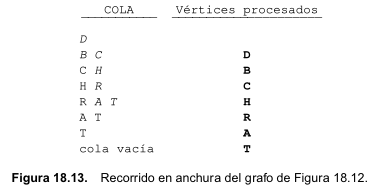 COLA Vértices procesados
D
B C D
C H B
H R C
R A T H
A T R
T A
cola vacía T
Figura 18.13. Recorrido en anchura del grafo de Figura 18.12.